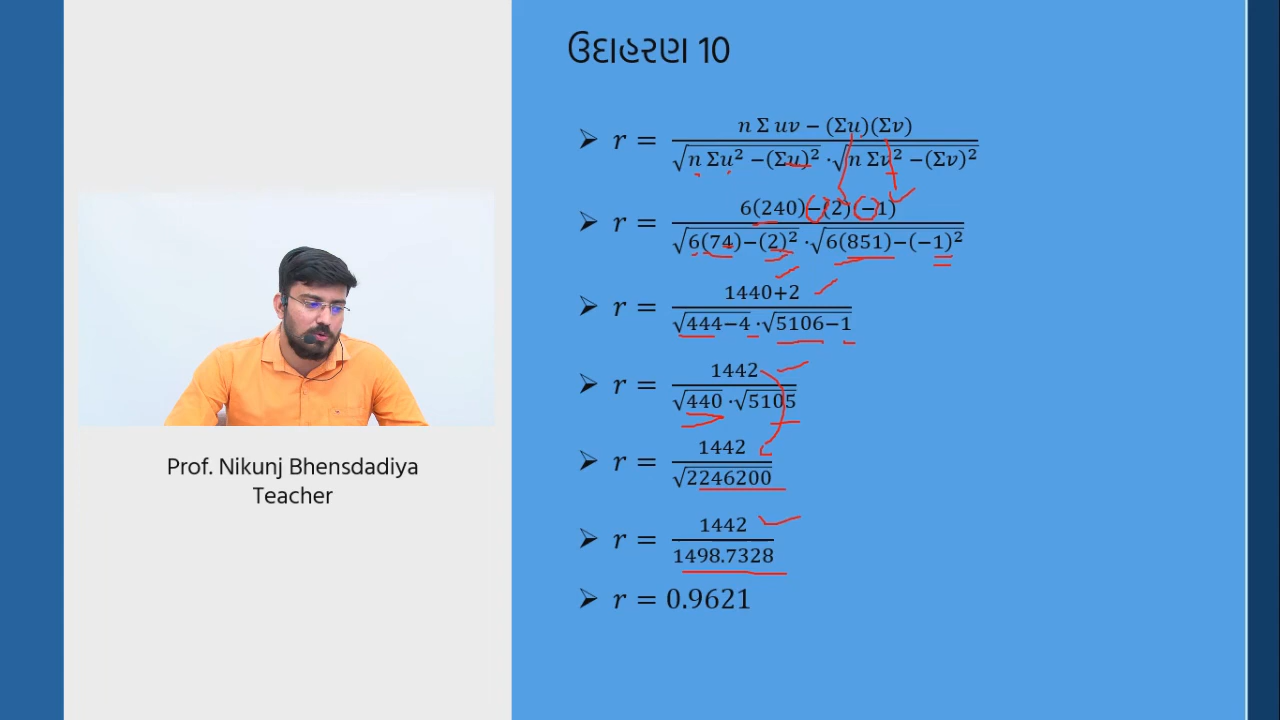 ઉદાહરણ 10
➢ r = (n Σ uv − (Σu)(Σv)) / (√(n Σu² −(Σu)²) · √(n Σv² −(Σv)²))
➢ r = (6(240)−(2)(−1)) / (√(6(74)−(2)²) · √(6(851)−(−1)²))
➢ r = (1440+2) / (√(444−4) · √(5106−1))
➢ r = 1442 / (√440 · √5105)
➢ r = 1442 / √2246200
➢ r = 1442 / 1498.7328
➢ r = 0.9621
Prof. Nikunj Bhensdadiya
Teacher